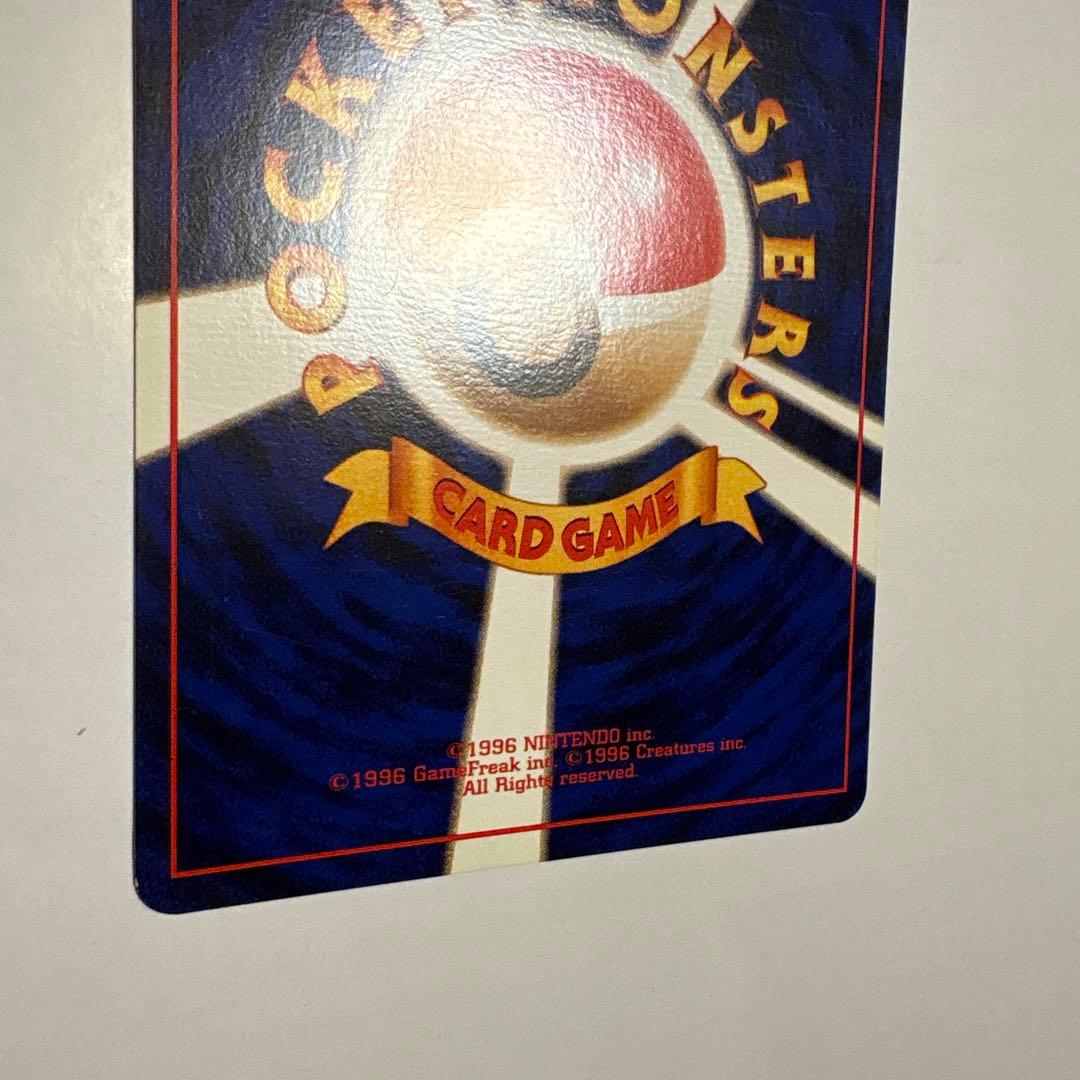 POCKET MONSTERS
CARD GAME
©1996 NINTENDO inc.
©1996 GameFreak inc. ©1996 Creatures inc.
All Rights reserved.